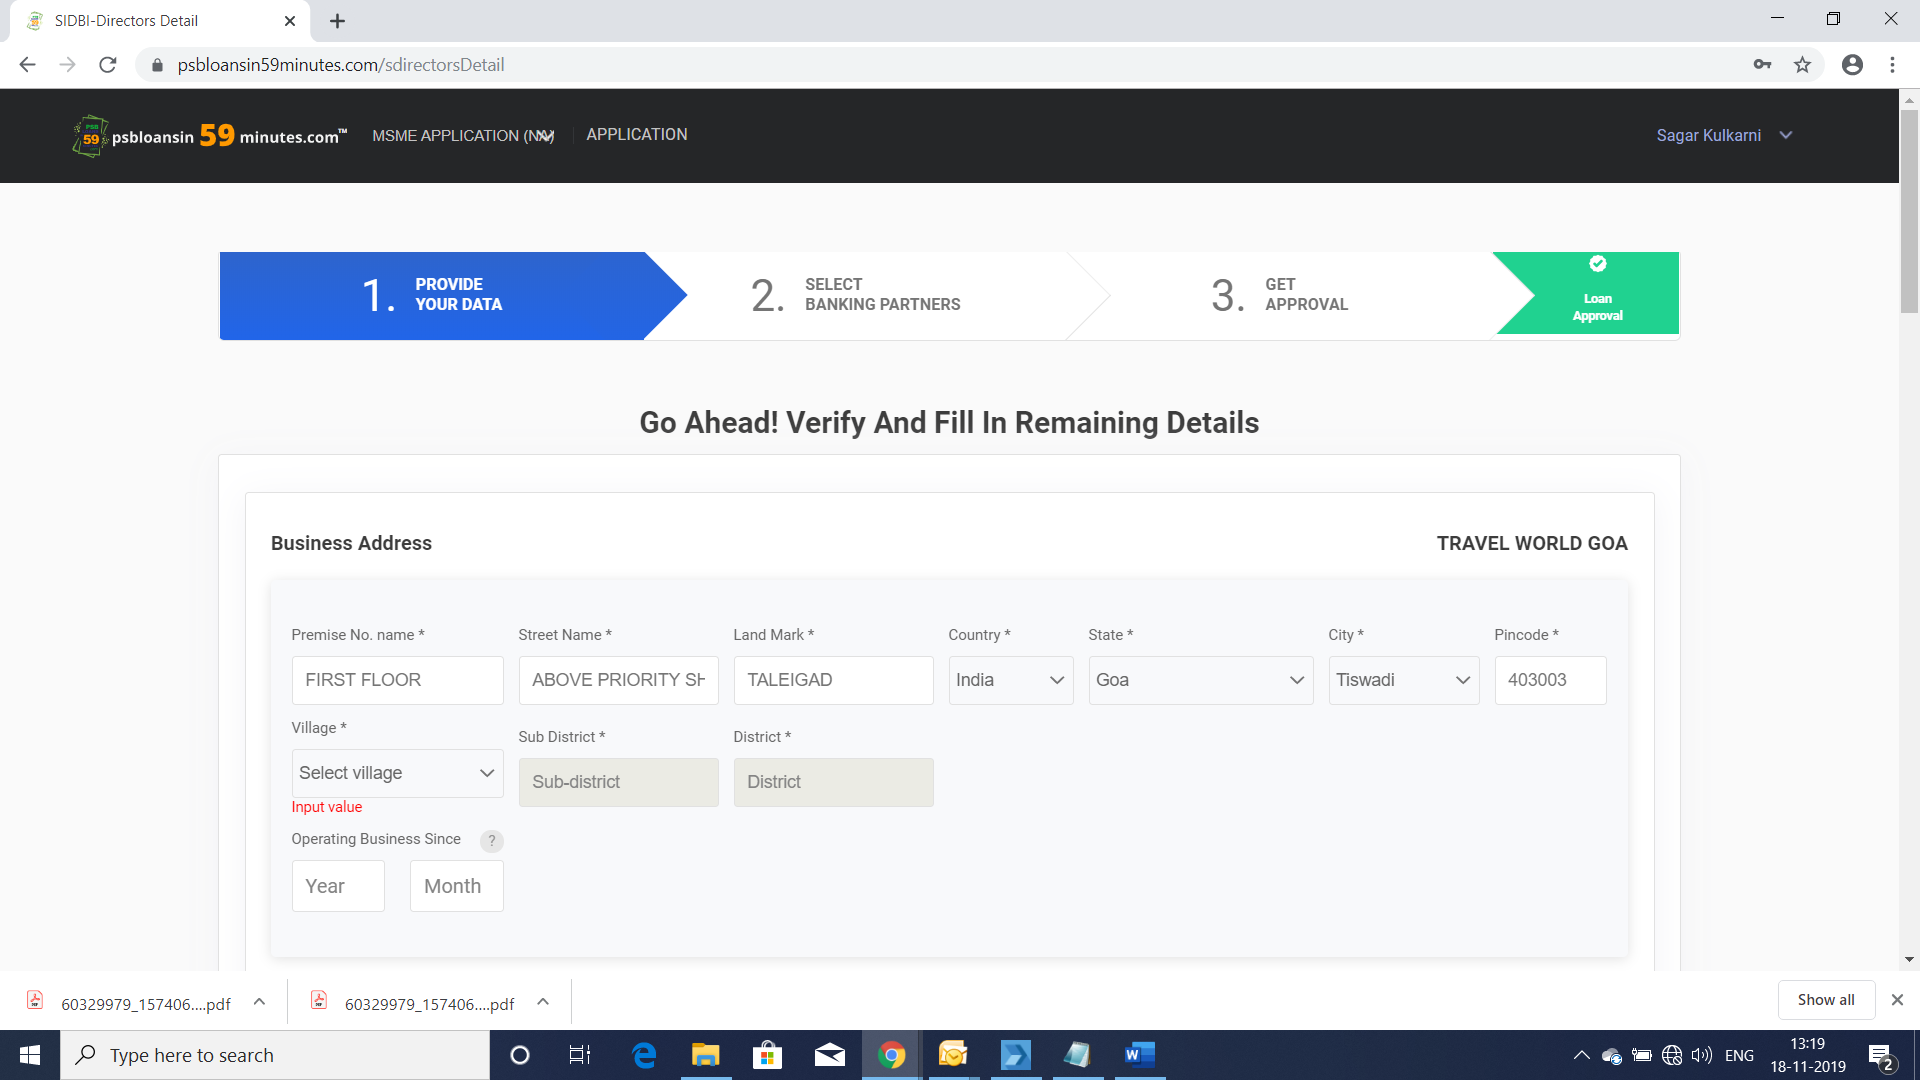 SIDBI-Directors Detail
psbloansin59minutes.com/sdirectorsDetail
PSB
59
psbloansin 59 minutes.com™
MSME APPLICATION (NN)
APPLICATION
Sagar Kulkarni
1. PROVIDE
YOUR DATA
2. SELECT
BANKING PARTNERS
3. GET
APPROVAL
Loan
Approval
Go Ahead! Verify And Fill In Remaining Details
Business Address
TRAVEL WORLD GOA
Premise No. name * Street Name * Land Mark * Country * State * City * Pincode *
FIRST FLOOR ABOVE PRIORITY SH TALEIGAD India Goa Tiswadi 403003
Village * Sub District * District *
Select village Sub-district District
Input value
Operating Business Since ?
Year Month
60329979_157406....pdf 60329979_157406....pdf Show all
Type here to search
W
ENG
13:19
18-11-2019
2